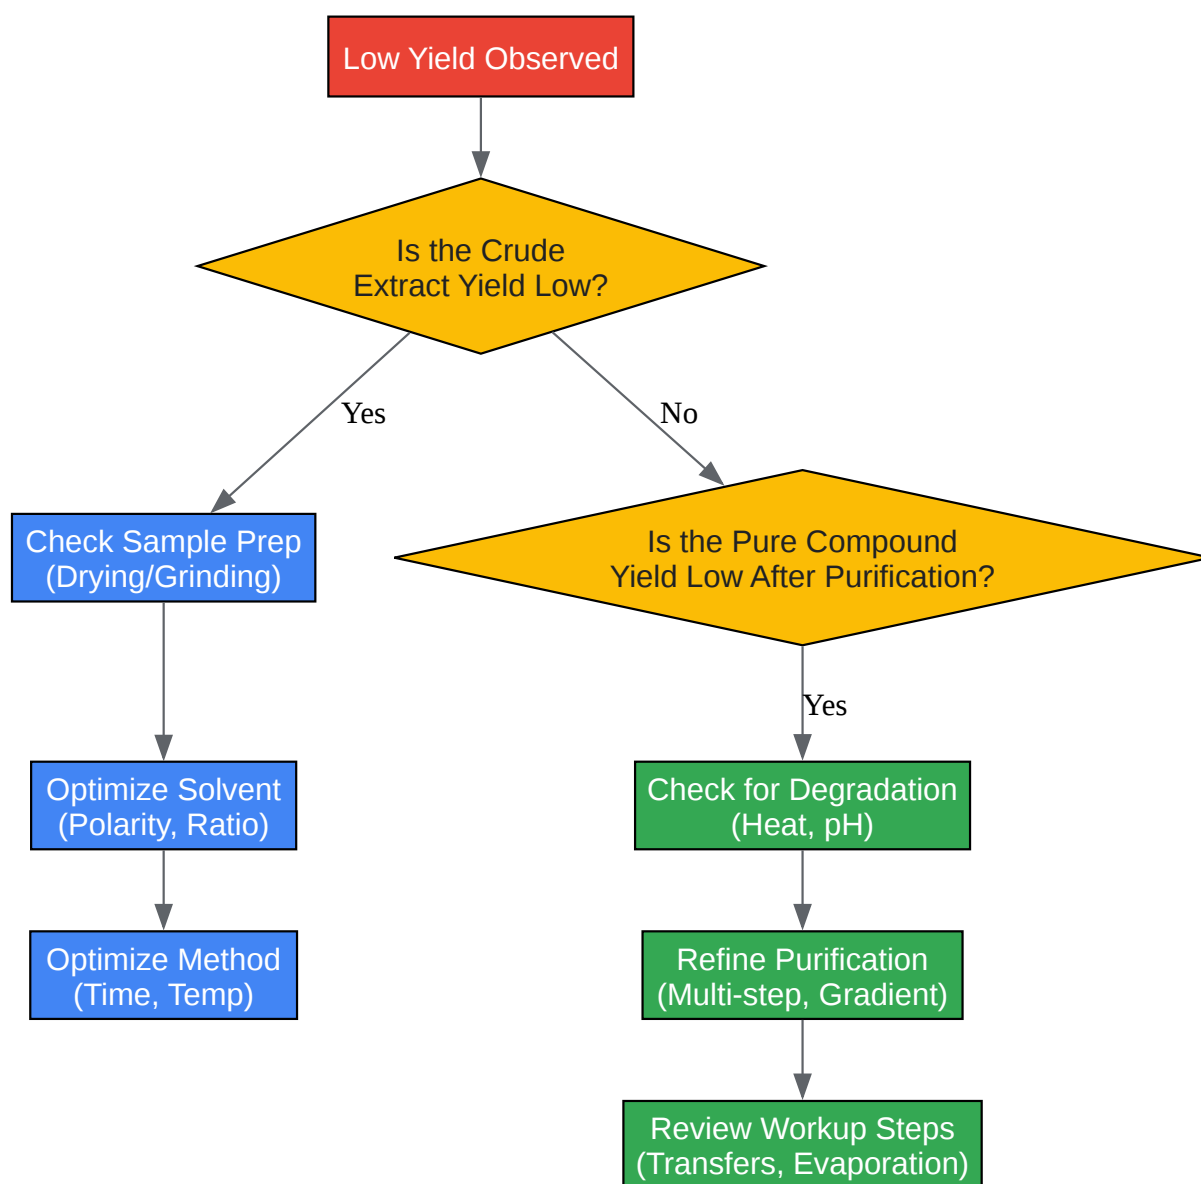 Low Yield Observed
Is the Crude
Extract Yield Low?
Yes
No
Check Sample Prep
(Drying/Grinding)
Is the Pure Compound
Yield Low After Purification?
Yes
Optimize Solvent
(Polarity, Ratio)
Check for Degradation
(Heat, pH)
Optimize Method
(Time, Temp)
Refine Purification
(Multi-step, Gradient)
Review Workup Steps
(Transfers, Evaporation)